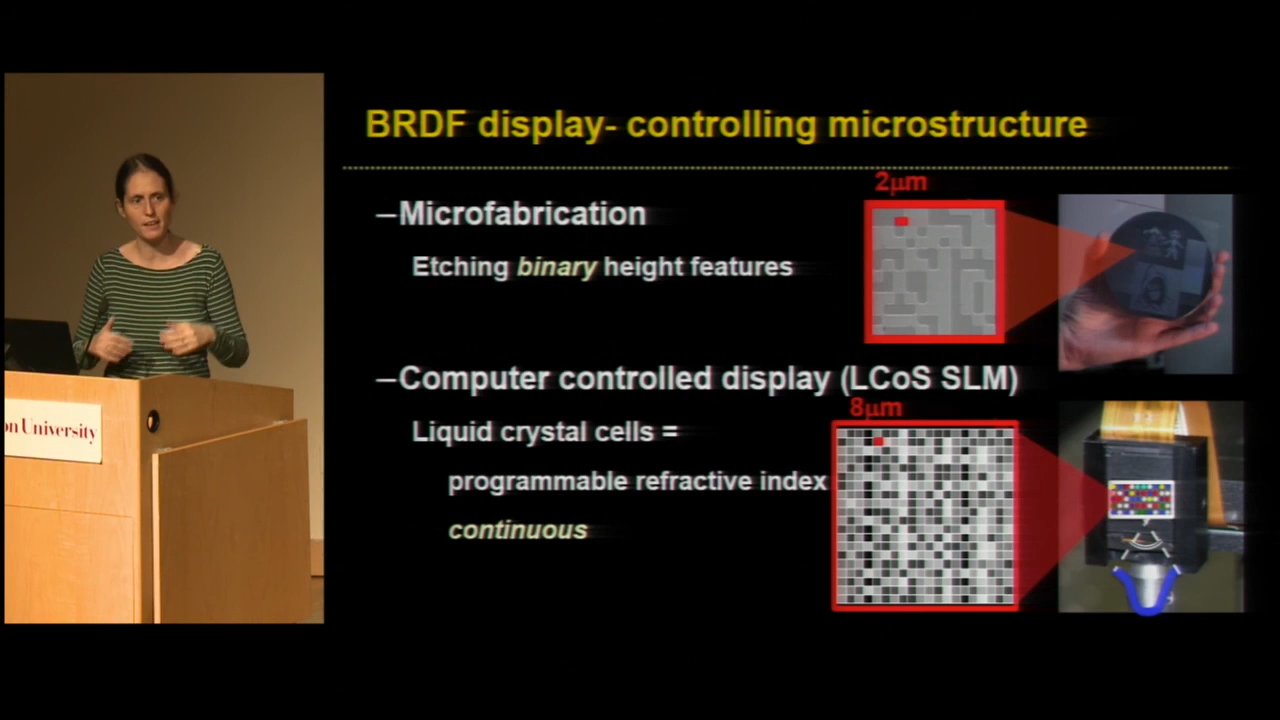 BRDF display- controlling microstructure
2μm
–Microfabrication
Etching binary height features
–Computer controlled display (LCoS SLM)
8μm
Liquid crystal cells =
programmable refractive index
continuous
University